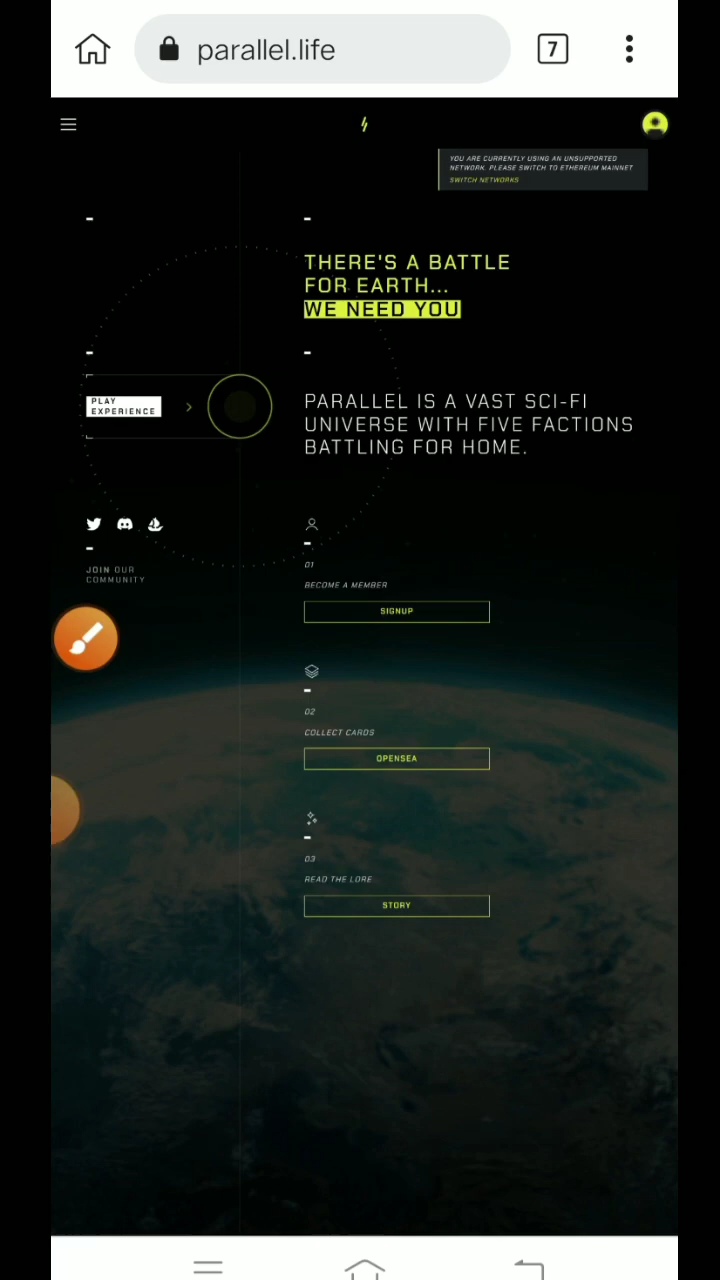 parallel.life
7
YOU ARE CURRENTLY USING AN UNSUPPORTED
NETWORK. PLEASE SWITCH TO ETHEREUM MAINNET
SWITCH NETWORKS
THERE'S A BATTLE
FOR EARTH...
WE NEED YOU
PLAY
EXPERIENCE
PARALLEL IS A VAST SCI-FI
UNIVERSE WITH FIVE FACTIONS
BATTLING FOR HOME.
JOIN OUR
COMMUNITY
01
BECOME A MEMBER
SIGNUP
02
COLLECT CARDS
OPENSEA
03
READ THE LORE
STORY